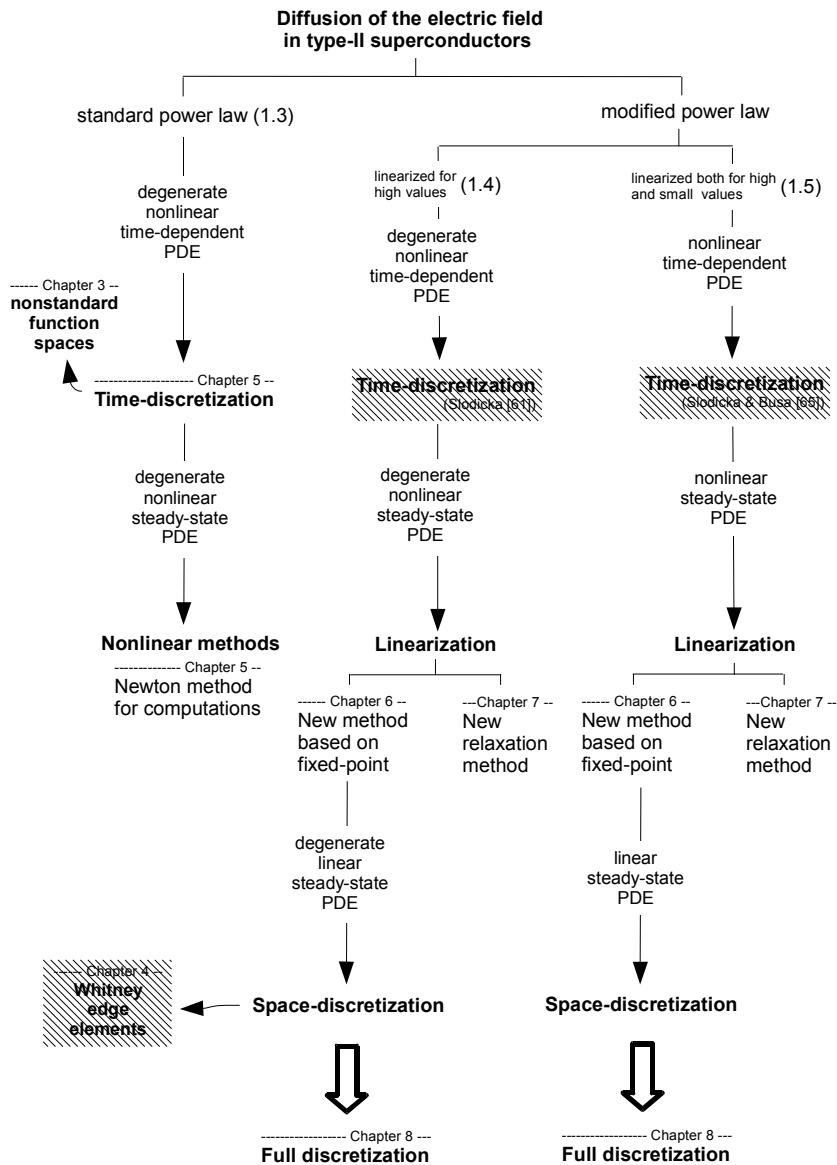 Diffusion of the electric field
in type-II superconductors
standard power law (1.3)
modified power law
linearized for
high values (1.4)
linearized both for high
and small values (1.5)
degenerate
nonlinear
time-dependent
PDE
degenerate
nonlinear
time-dependent
PDE
nonlinear
time-dependent
PDE
------ Chapter 3 --
nonstandard
function
spaces
--------------------- Chapter 5 --
Time-discretization
Time-discretization
(Slodicka [61])
Time-discretization
(Slodicka & Busa [65])
degenerate
nonlinear
steady-state
PDE
degenerate
nonlinear
steady-state
PDE
nonlinear
steady-state
PDE
Nonlinear methods
-------------- Chapter 5 --
Newton method
for computations
Linearization
Linearization
------ Chapter 6 --
New method
based on
fixed-point
---Chapter 7 --
New
relaxation
method
------ Chapter 6 --
New method
based on
fixed-point
---Chapter 7 --
New
relaxation
method
degenerate
linear
steady-state
PDE
linear
steady-state
PDE
------ Chapter 4 --
Whitney
edge
elements
Space-discretization
Space-discretization
------------------ Chapter 8 ---
Full discretization
------------------ Chapter 8 ---
Full discretization